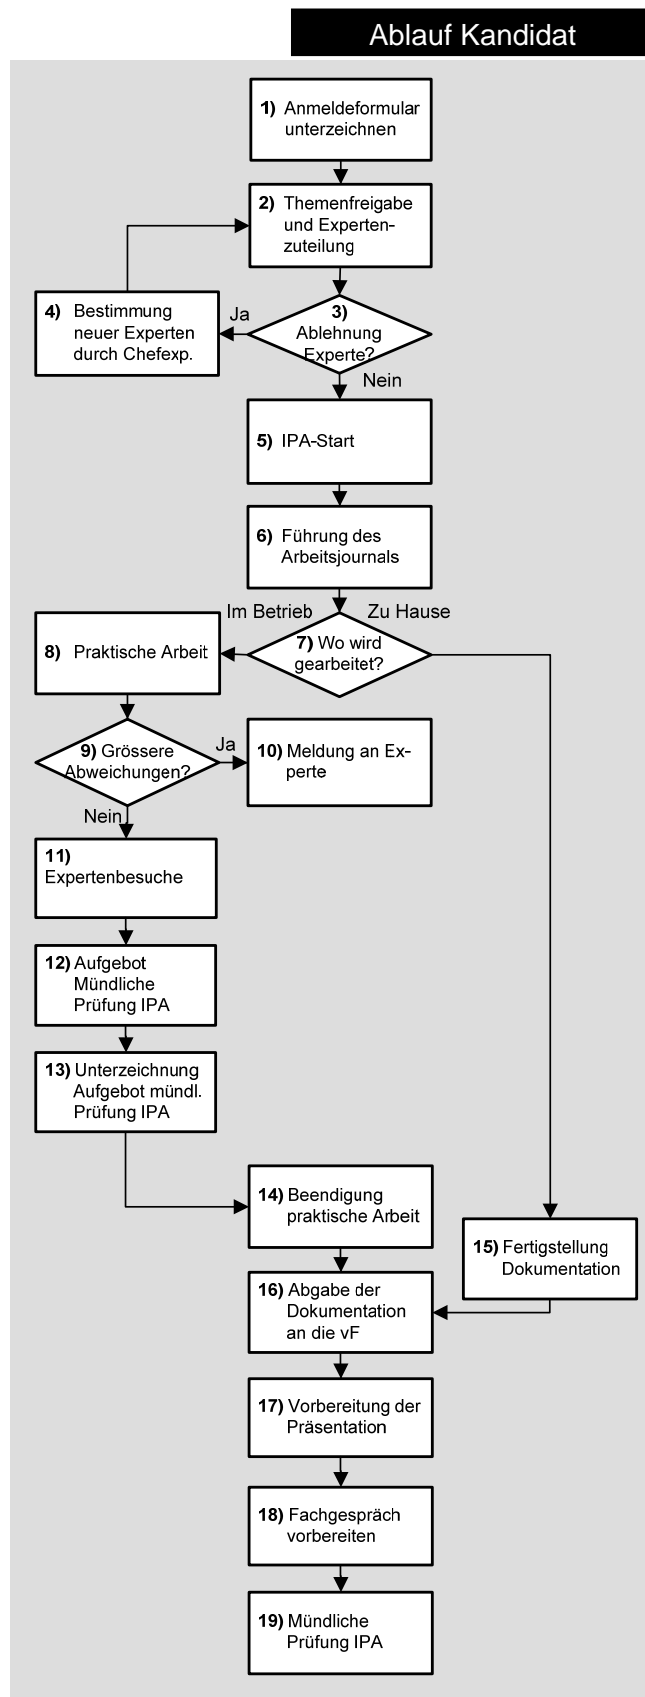 Ablauf Kandidat
1) Anmeldeformular
unterzeichnen
2) Themenfreigabe
und Experten-
zuteilung
3)
Ablehnung
Experte?
Ja
4) Bestimmung
neuer Experten
durch Chefexp.
Nein
5) IPA-Start
6) Führung des
Arbeitsjournals
Im Betrieb
Zu Hause
7) Wo wird
gearbeitet?
8) Praktische Arbeit
9) Grössere
Abweichungen?
Ja
10) Meldung an Ex-
perte
Nein
11)
Expertenbesuche
12) Aufgebot
Mündliche
Prüfung IPA
13) Unterzeichnung
Aufgebot mündl.
Prüfung IPA
14) Beendigung
praktische Arbeit
15) Fertigstellung
Dokumentation
16) Abgabe der
Dokumentation
an die vF
17) Vorbereitung der
Präsentation
18) Fachgespräch
vorbereiten
19) Mündliche
Prüfung IPA